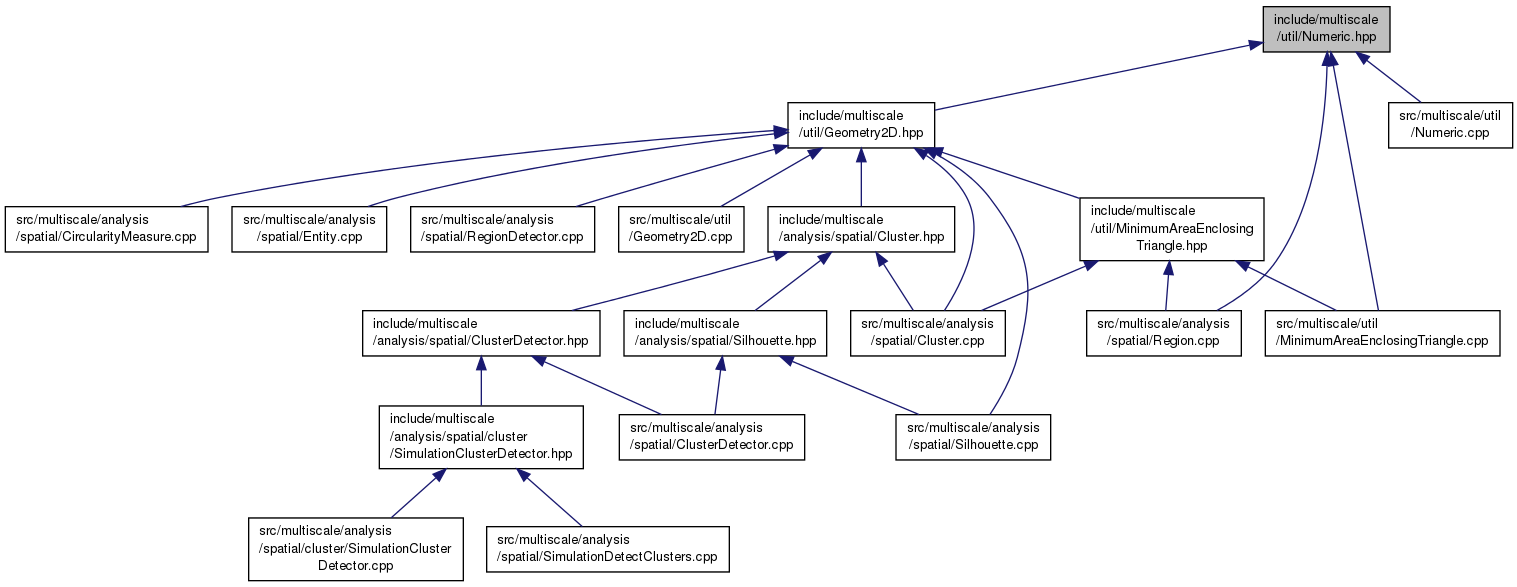 include/multiscale
/util/Numeric.hpp
include/multiscale
/util/Geometry2D.hpp
src/multiscale/util
/Numeric.cpp
src/multiscale/analysis
/spatial/CircularityMeasure.cpp
src/multiscale/analysis
/spatial/Entity.cpp
src/multiscale/analysis
/spatial/RegionDetector.cpp
src/multiscale/util
/Geometry2D.cpp
include/multiscale
/analysis/spatial/Cluster.hpp
include/multiscale
/util/MinimumAreaEnclosing
Triangle.hpp
include/multiscale
/analysis/spatial/ClusterDetector.hpp
include/multiscale
/analysis/spatial/Silhouette.hpp
src/multiscale/analysis
/spatial/Cluster.cpp
src/multiscale/analysis
/spatial/Region.cpp
src/multiscale/util
/MinimumAreaEnclosingTriangle.cpp
include/multiscale
/analysis/spatial/cluster
/SimulationClusterDetector.hpp
src/multiscale/analysis
/spatial/ClusterDetector.cpp
src/multiscale/analysis
/spatial/Silhouette.cpp
src/multiscale/analysis
/spatial/cluster/SimulationCluster
Detector.cpp
src/multiscale/analysis
/spatial/SimulationDetectClusters.cpp